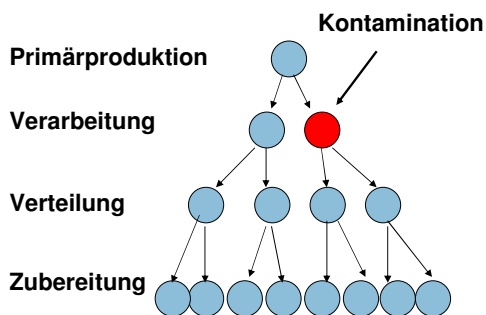 Kontamination
Primärproduktion
Verarbeitung
Verteilung
Zubereitung